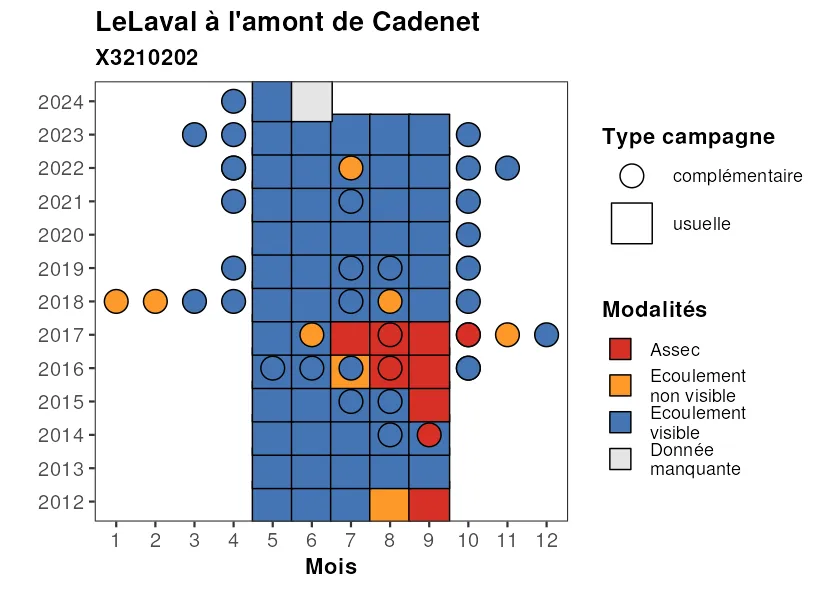 LeLaval à l'amont de Cadenet
X3210202
2024
2023
2022
2021
2020
2019
2018
2017
2016
2015
2014
2013
2012
1 2 3 4 5 6 7 8 9 10 11 12
Mois
Type campagne
complémentaire
usuelle
Modalités
Assec
Ecoulement
non visible
Ecoulement
visible
Donnée
manquante